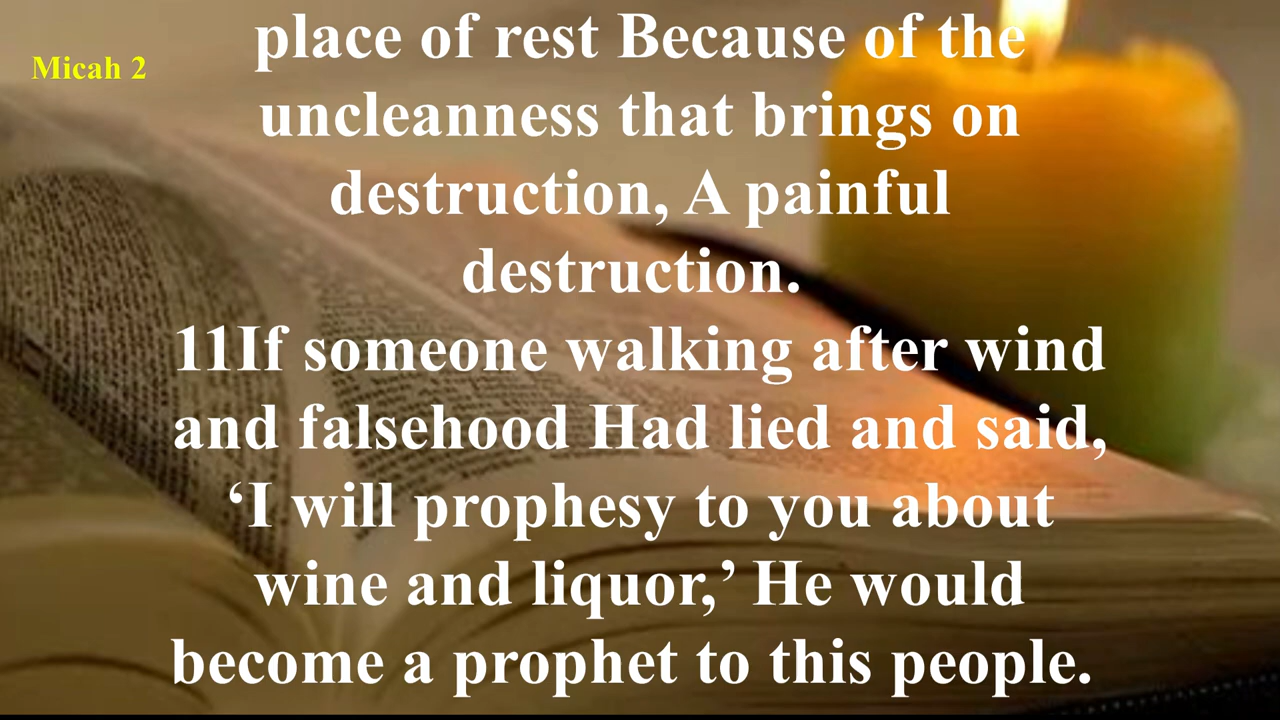 place of rest Because of the
Micah 2
uncleanness that brings on
destruction, A painful
destruction.
11If someone walking after wind
and falsehood Had lied and said,
‘I will prophesy to you about
wine and liquor,’ He would
become a prophet to this people.